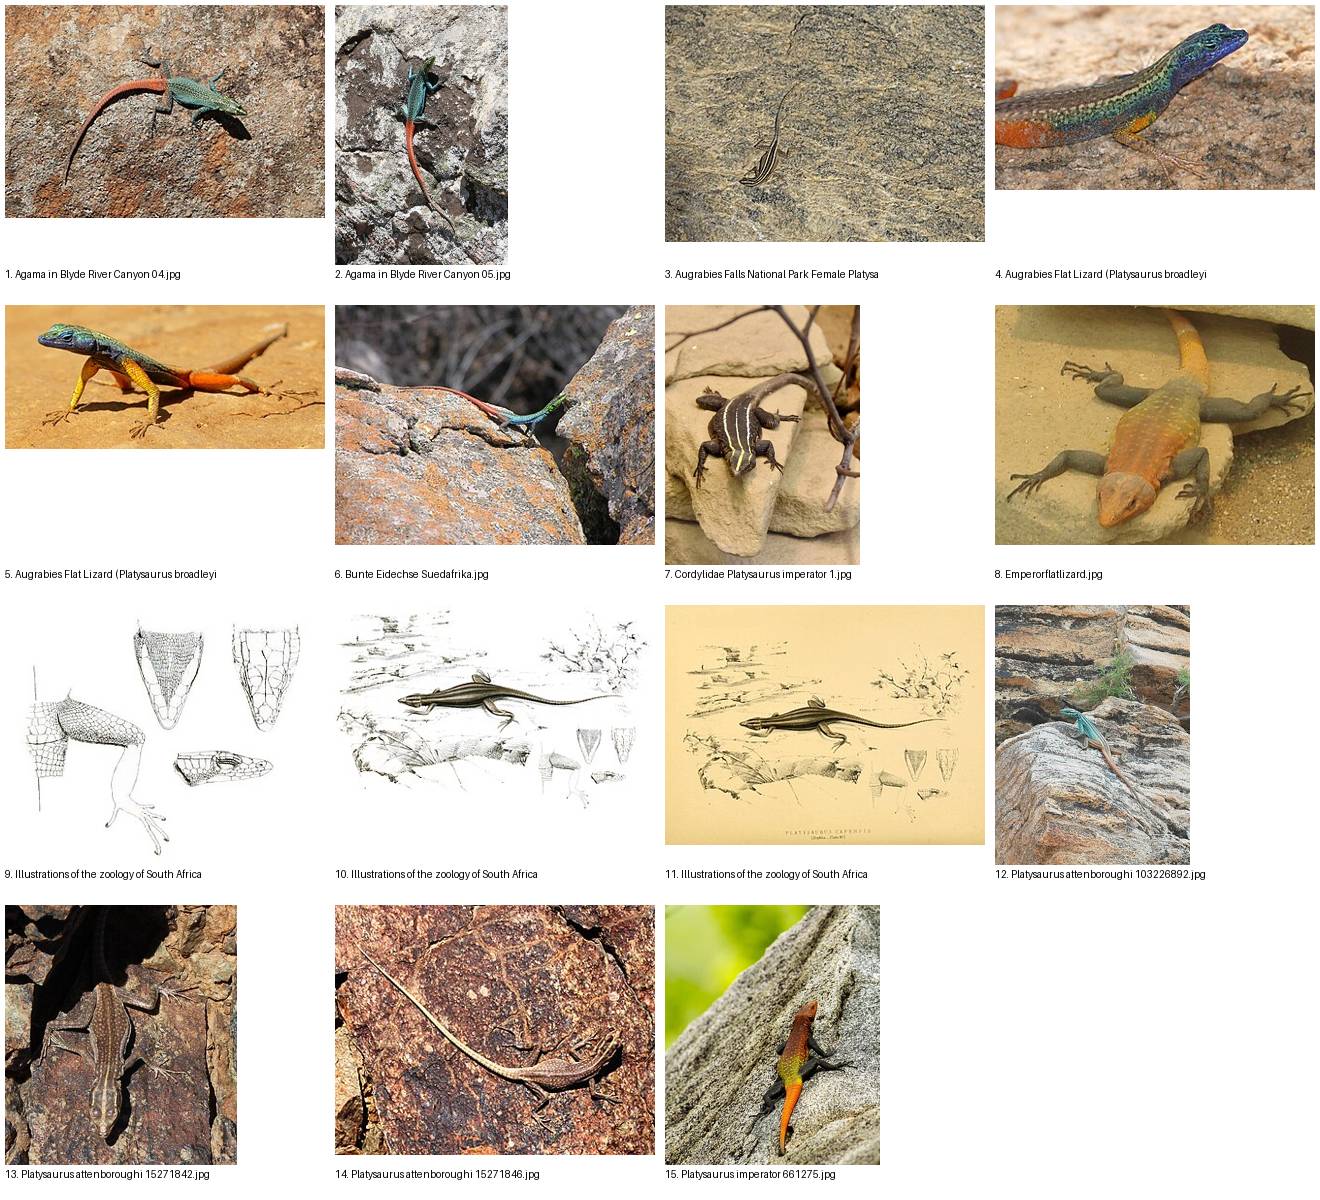 1. Agama in Blyde River Canyon 04.jpg
2. Agama in Blyde River Canyon 05.jpg
3. Augrabies Falls National Park Female Platysa
4. Augrabies Flat Lizard (Platysaurus broadleyi
5. Augrabies Flat Lizard (Platysaurus broadleyi
6. Bunte Eidechse Suedafrika.jpg
7. Cordylidae Platysaurus imperator 1.jpg
8. Emperorflatlizard.jpg
PLATYSAURUS CAPENSIS
9. Illustrations of the zoology of South Africa
10. Illustrations of the zoology of South Africa
11. Illustrations of the zoology of South Africa
12. Platysaurus attenboroughi 103226892.jpg
13. Platysaurus attenboroughi 15271842.jpg
14. Platysaurus attenboroughi 15271846.jpg
15. Platysaurus imperator 661275.jpg